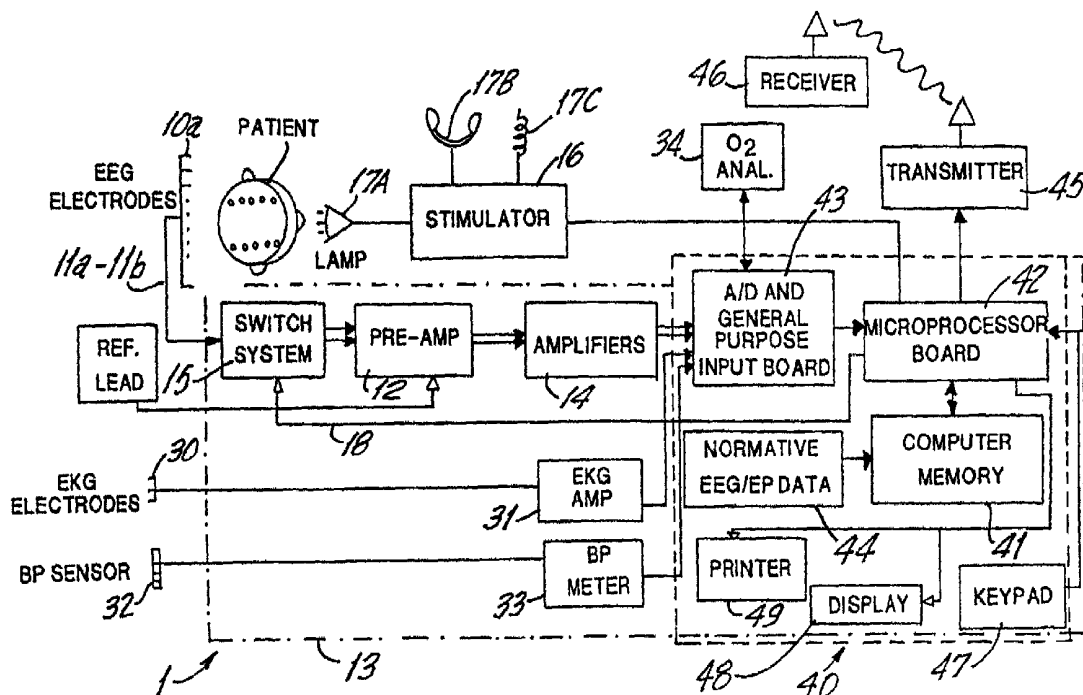 46
RECEIVER
10a
PATIENT
17B
17C
EEG
ELECTRODES
17A
LAMP
16
STIMULATOR
34
O2
ANAL.
TRANSMITTER
45
43
11a-11b
REF.
LEAD
SWITCH
SYSTEM
15
PRE-AMP
12
AMPLIFIERS
14
A/D AND
GENERAL
PURPOSE
INPUT BOARD
42
MICROPROCESSOR
BOARD
18
NORMATIVE
EEG/EP DATA
44
COMPUTER
MEMORY
41
30
EKG
ELECTRODES
EKG
AMP
31
BP SENSOR
32
BP
METER
33
PRINTER
49
DISPLAY
48
KEYPAD
47
1
13
40